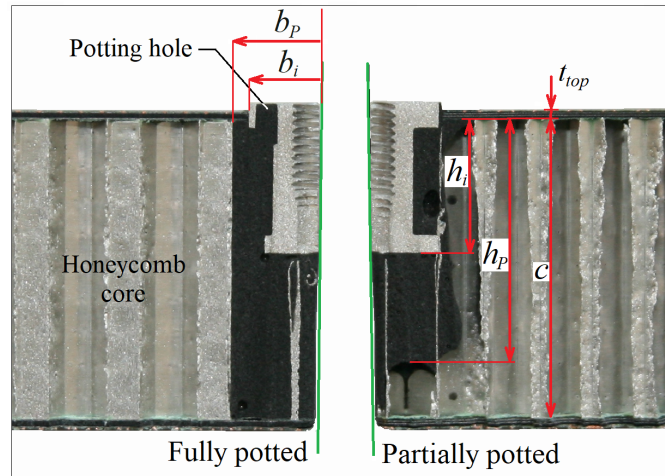 b_P
Potting hole
b_i
t_top
h_i
h_P
c
Honeycomb
core
Fully potted
Partially potted